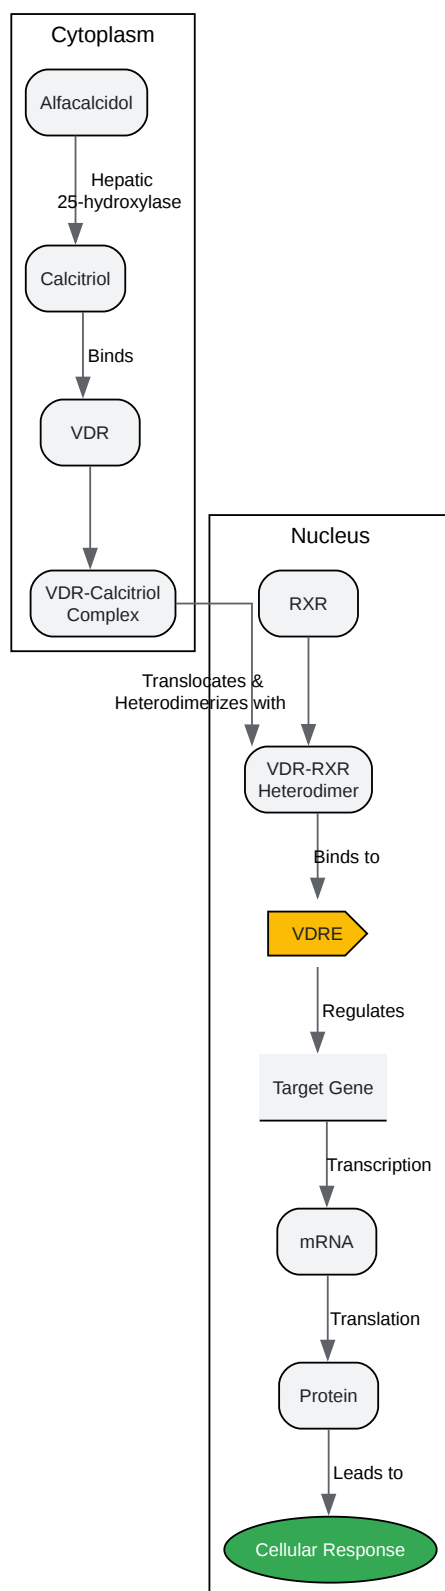 Cytoplasm
Alfacalcidol
Hepatic
25-hydroxylase
Calcitriol
Binds
VDR
VDR-Calcitriol
Complex
Nucleus
RXR
Translocates &
Heterodimerizes with
VDR-RXR
Heterodimer
Binds to
VDRE
Regulates
Target Gene
Transcription
mRNA
Translation
Protein
Leads to
Cellular Response